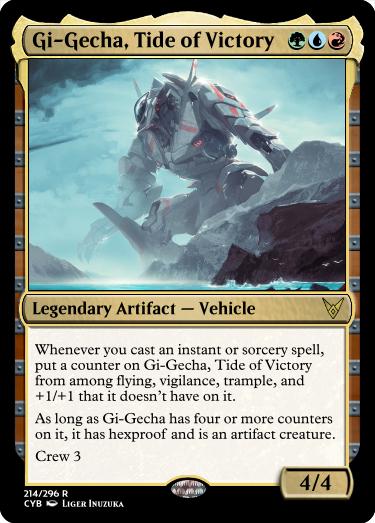 Gi-Gecha, Tide of Victory
Legendary Artifact — Vehicle
Whenever you cast an instant or sorcery spell,
put a counter on Gi-Gecha, Tide of Victory
from among flying, vigilance, trample, and
+1/+1 that it doesn't have on it.
As long as Gi-Gecha has four or more counters
on it, it has hexproof and is an artifact creature.
Crew 3
4/4
214/296 R
CYB Liger Inuzuka